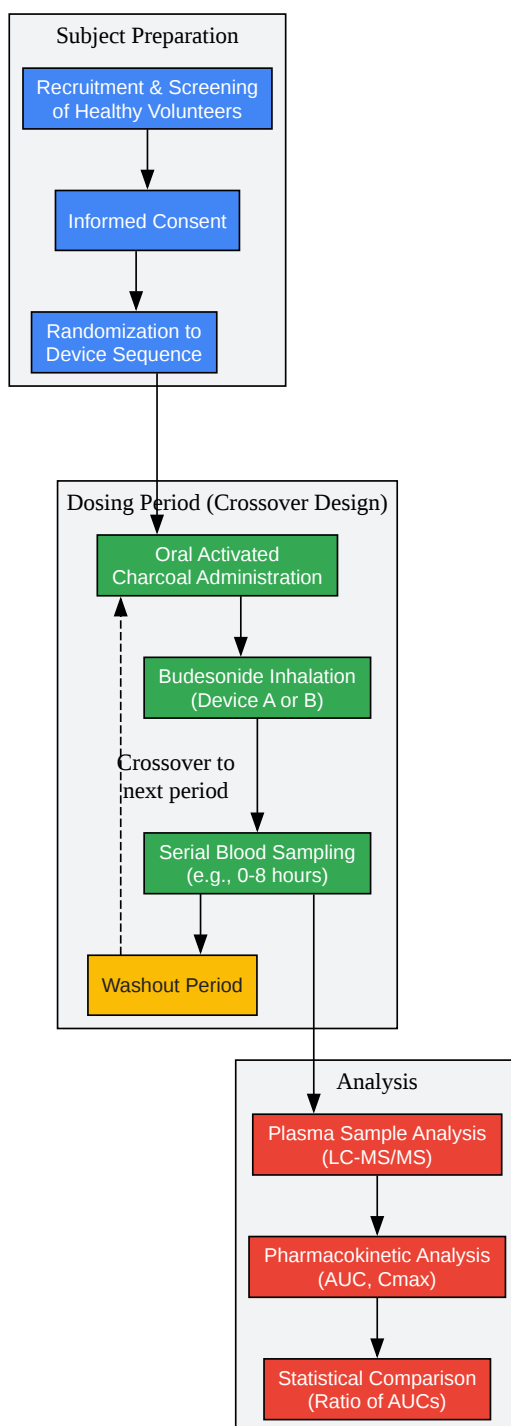 Subject Preparation
Recruitment & Screening
of Healthy Volunteers
Informed Consent
Randomization to
Device Sequence
Dosing Period (Crossover Design)
Oral Activated
Charcoal Administration
Budesonide Inhalation
(Device A or B)
Crossover to
next period
Serial Blood Sampling
(e.g., 0-8 hours)
Washout Period
Analysis
Plasma Sample Analysis
(LC-MS/MS)
Pharmacokinetic Analysis
(AUC, Cmax)
Statistical Comparison
(Ratio of AUCs)